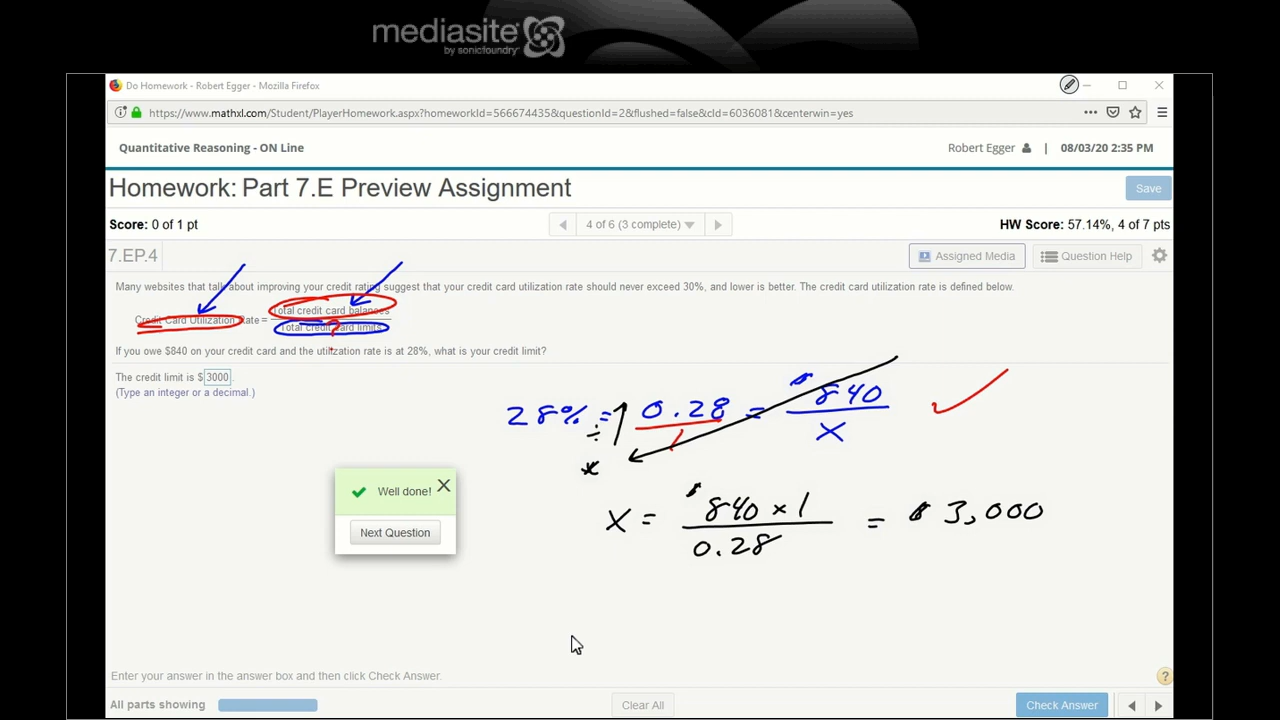 mediasite
by sonicfoundry
Do Homework - Robert Egger - Mozilla Firefox
https://www.mathxl.com/Student/PlayerHomework.aspx?homeworkId=566674435&questionId=2&flushed=false&cId=6036081&centerwin=yes
Quantitative Reasoning - ON Line
Robert Egger | 08/03/20 2:35 PM
Homework: Part 7.E Preview Assignment
Save
Score: 0 of 1 pt
4 of 6 (3 complete)
HW Score: 57.14%, 4 of 7 pts
7.EP.4
Assigned Media
Question Help
Many websites that talk about improving your credit rating suggest that your credit card utilization rate should never exceed 30%, and lower is better. The credit card utilization rate is defined below.
Total credit card balances
Credit Card Utilization Rate =
Total credit card limits
?
If you owe $840 on your credit card and the utilization rate is at 28%, what is your credit limit?
The credit limit is $ 3000.
(Type an integer or a decimal.)
28% = 0.28 = $840
÷ 1 X
*
X = $840 × 1 = $3,000
0.28
Well done!
Next Question
Enter your answer in the answer box and then click Check Answer.
?
All parts showing
Clear All
Check Answer